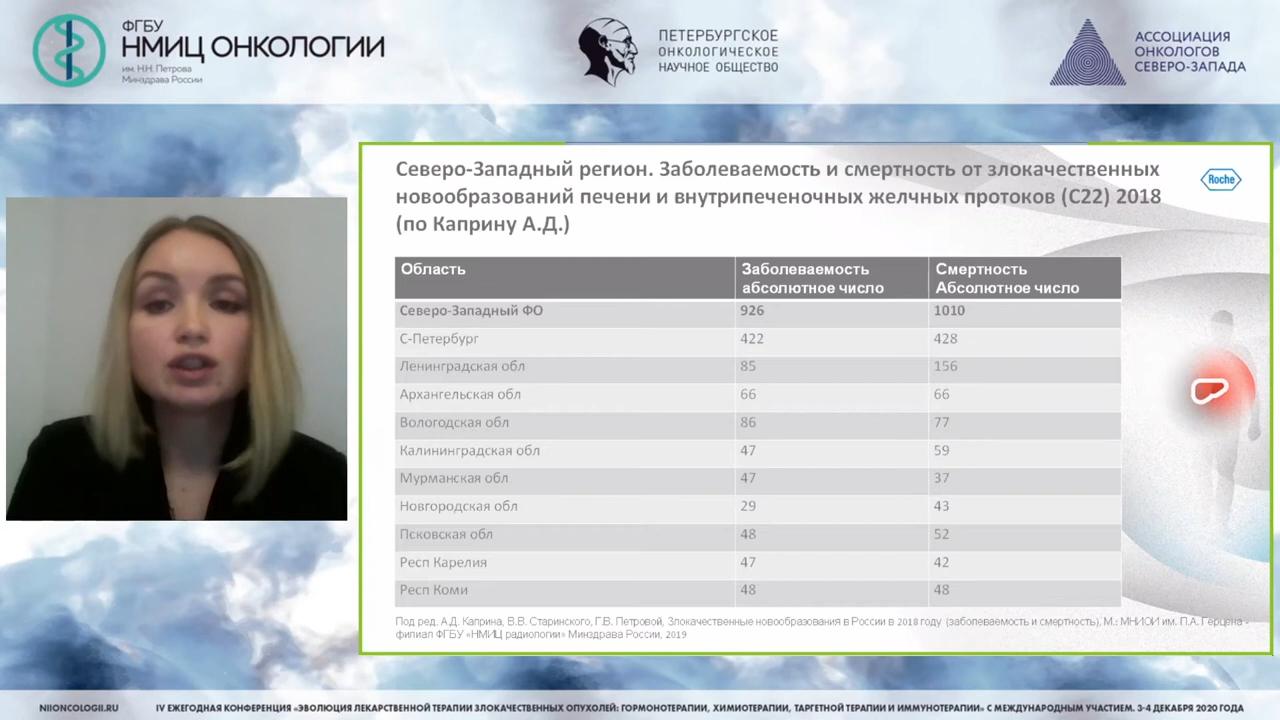 ФГБУ
НМИЦ ОНКОЛОГИИ
им. Н.Н. Петрова
Минздрава России
ПЕТЕРБУРГСКОЕ
ОНКОЛОГИЧЕСКОЕ
НАУЧНОЕ ОБЩЕСТВО
АССОЦИАЦИЯ
ОНКОЛОГОВ
СЕВЕРО-ЗАПАДА
Северо-Западный регион. Заболеваемость и смертность от злокачественных
новообразований печени и внутрипеченочных желчных протоков (С22) 2018
(по Каприну А.Д.)
Roche
Область Заболеваемость абсолютное число Смертность Абсолютное число
Северо-Западный ФО 926 1010
С-Петербург 422 428
Ленинградская обл 85 156
Архангельская обл 66 66
Вологодская обл 86 77
Калининградская обл 47 59
Мурманская обл 47 37
Новгородская обл 29 43
Псковская обл 48 52
Респ Карелия 47 42
Респ Коми 48 48
Под ред. А.Д. Каприна, В.В. Старинского, Г.В. Петровой, Злокачественные новообразования в России в 2018 году (заболеваемость и смертность), М.: МНИОИ им. П.А. Герцена -
филиал ФГБУ «НМИЦ радиологии» Минздрава России, 2019
NIIONCOLOGII.RU
IV ЕЖЕГОДНАЯ КОНФЕРЕНЦИЯ «ЭВОЛЮЦИЯ ЛЕКАРСТВЕННОЙ ТЕРАПИИ ЗЛОКАЧЕСТВЕННЫХ ОПУХОЛЕЙ: ГОРМОНОТЕРАПИИ, ХИМИОТЕРАПИИ, ТАРГЕТНОЙ ТЕРАПИИ И ИММУНОТЕРАПИИ» С МЕЖДУНАРОДНЫМ УЧАСТИЕМ. 3-4 ДЕКАБРЯ 2020 ГОДА